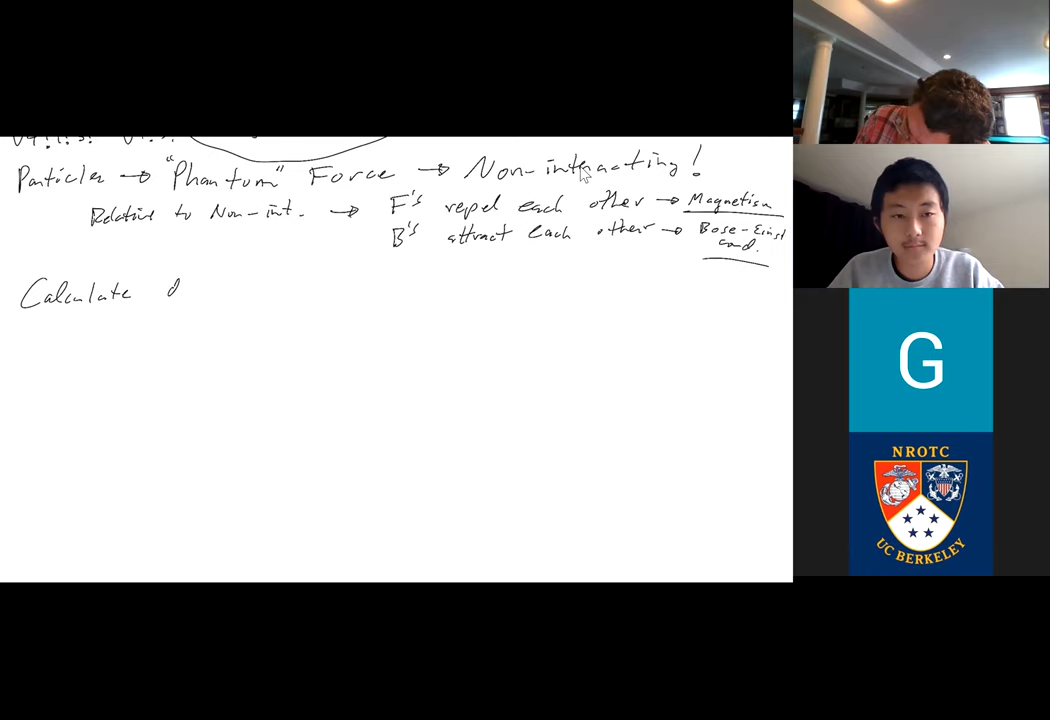 Particles → "Phantom" Force → Non-interacting!
Relative to Non-int. → F's repel each other → Magnetism
B's attract each other → Bose-Einst
cond.
Calculate
G
NROTC
UC BERKELEY